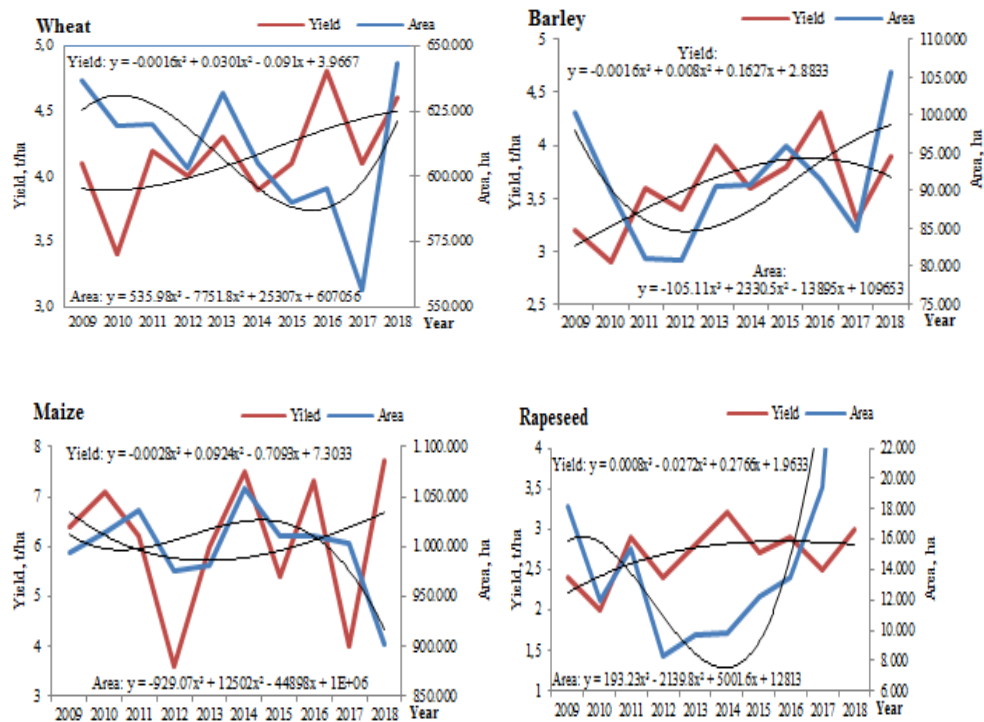 Wheat
Yield Area
5,0
4,5
4,0
3,5
3,0
Yield, t/ha
650.000
625.000
600.000
575.000
550.000
Area, ha
Yield: y = -0.0016x³ + 0.0301x² - 0.091x + 3.9667
Area: y = 535.98x³ - 7751.8x² + 25307x + 607056
2009 2010 2011 2012 2013 2014 2015 2016 2017 2018 Year
Barley
Yield Area
5
4,5
4
3,5
3
2,5
Yield, t/ha
110.000
105.000
100.000
95.000
90.000
85.000
80.000
75.000
Area, ha
Yield:
y = -0.0016x³ + 0.008x² + 0.1627x + 2.8833
Area:
y = -105.11x³ + 2330.5x² - 13895x + 109653
2009 2010 2011 2012 2013 2014 2015 2016 2017 2018 Year
Maize
Yiled Area
8
7
6
5
4
3
Yield, t/ha
1.100.000
1.050.000
1.000.000
950.000
900.000
850.000
Area, ha
Yield: y = -0.0028x³ + 0.0924x² - 0.7093x + 7.3033
Area: y = -929.07x³ + 12502x² - 44898x + 1E+06
2009 2010 2011 2012 2013 2014 2015 2016 2017 2018 Year
Rapeseed
Yield Area
4
3,5
3
2,5
2
1,5
1
Yield, t/ha
22.000
20.000
18.000
16.000
14.000
12.000
10.000
8.000
6.000
Area, ha
Yield: y = 0.0008x³ - 0.0272x² + 0.2766x + 1.9633
Area: y = 193.23x³ - 2139.8x² + 5001.6x + 12813
2009 2010 2011 2012 2013 2014 2015 2016 2017 2018 Year